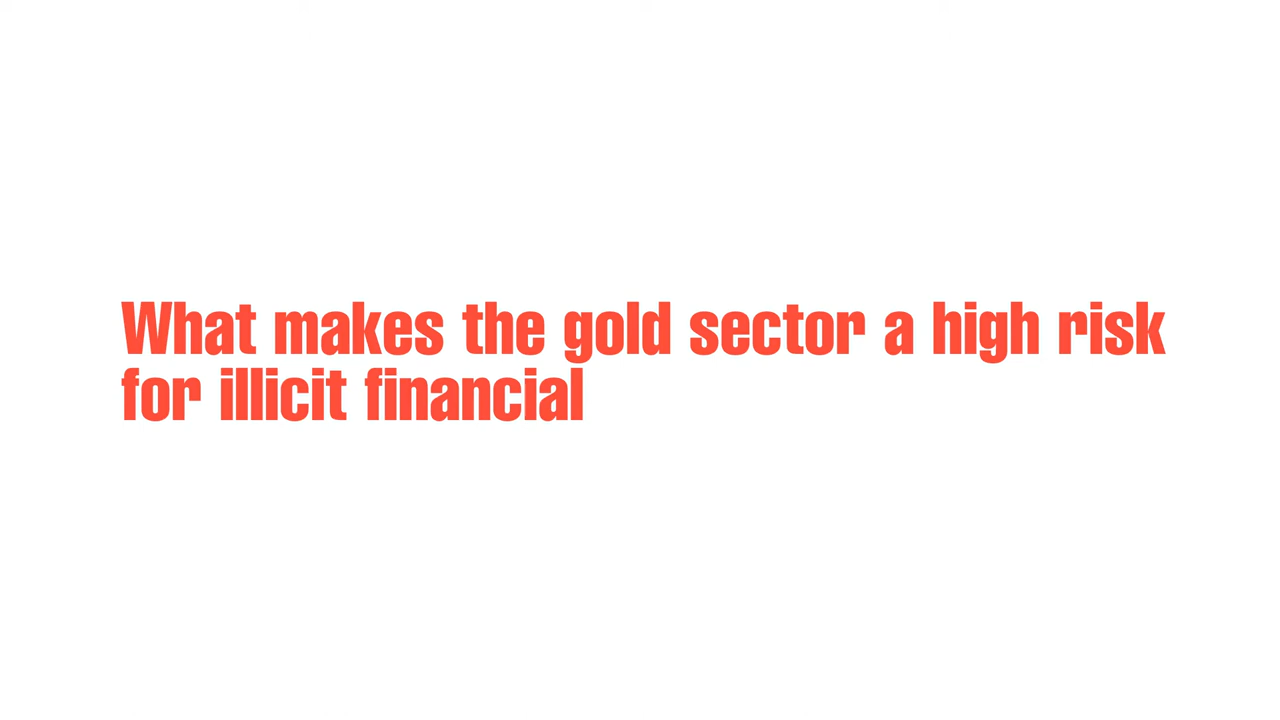 What makes the gold sector a high risk
for illicit financial